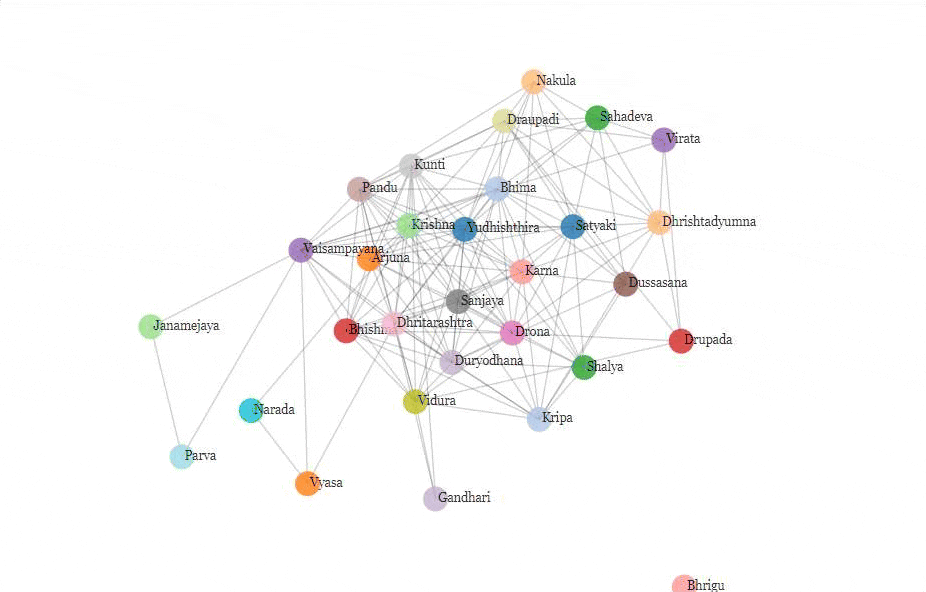 Nakula
Draupadi
Sahadeva
Virata
Kunti
Pandu
Bhima
Krishna
Yudhishthira
Satyaki
Dhrishtadyumna
Vaisampayana
Arjuna
Karna
Dussasana
Sanjaya
Janamejaya
Bhishma
Dhritarashtra
Drona
Drupada
Duryodhana
Shalya
Vidura
Narada
Kripa
Parva
Vyasa
Gandhari
Bhrigu